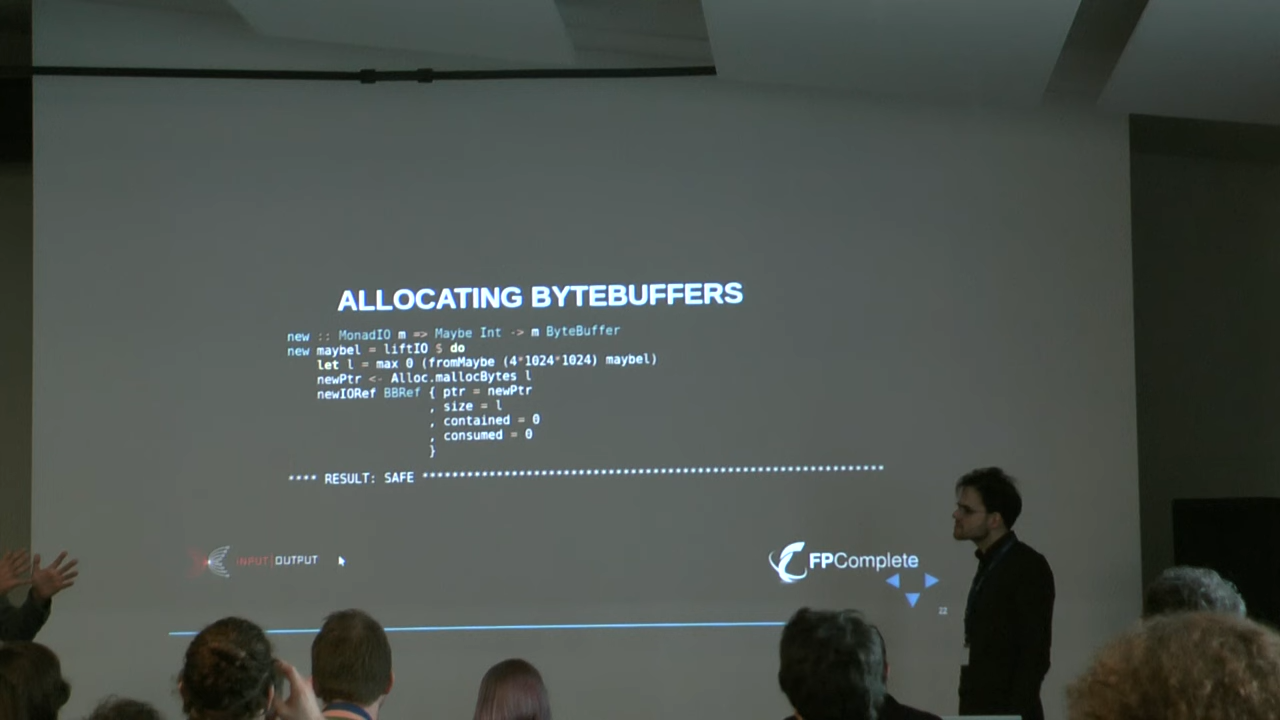 ALLOCATING BYTEBUFFERS
new :: MonadIO m => Maybe Int -> m ByteBuffer
new maybel = liftIO $ do
let l = max 0 (fromMaybe (4*1024*1024) maybel)
newPtr <- Alloc.mallocBytes l
newIORef BBRef { ptr = newPtr
, size = l
, contained = 0
, consumed = 0
}
**** RESULT: SAFE **************************************************************
INPUT|OUTPUT
FPComplete
22